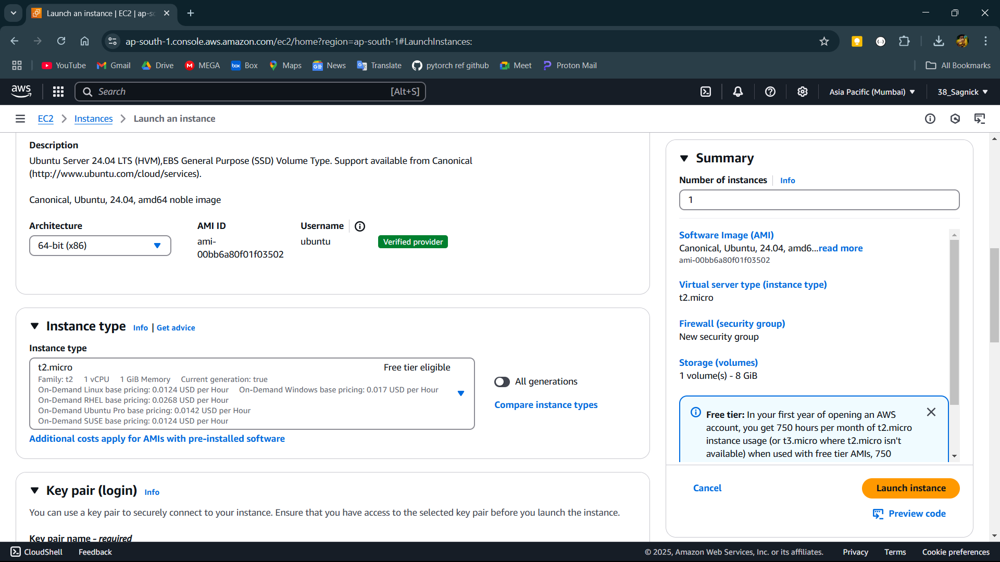 Launch an instance | EC2 | ap-so
ap-south-1.console.aws.amazon.com/ec2/home?region=ap-south-1#LaunchInstances:
YouTube
Gmail
Drive
MEGA
box
Box
Maps
News
Translate
pytorch ref github
Meet
Proton Mail
All Bookmarks
aws
Search
[Alt+S]
Asia Pacific (Mumbai)
38_Sagnick
EC2
Instances
Launch an instance
Description
Ubuntu Server 24.04 LTS (HVM),EBS General Purpose (SSD) Volume Type. Support available from Canonical
(http://www.ubuntu.com/cloud/services).
Canonical, Ubuntu, 24.04, amd64 noble image
Architecture
64-bit (x86)
AMI ID
ami-
00bb6a80f01f03502
Username
ubuntu
Verified provider
Instance type
Info | Get advice
Instance type
t2.micro
Free tier eligible
Family: t2 1 vCPU 1 GiB Memory Current generation: true
On-Demand Linux base pricing: 0.0124 USD per Hour On-Demand Windows base pricing: 0.017 USD per Hour
On-Demand RHEL base pricing: 0.0268 USD per Hour
On-Demand Ubuntu Pro base pricing: 0.0142 USD per Hour
On-Demand SUSE base pricing: 0.0124 USD per Hour
All generations
Compare instance types
Additional costs apply for AMIs with pre-installed software
Key pair (login)
Info
You can use a key pair to securely connect to your instance. Ensure that you have access to the selected key pair before you launch the instance.
Key pair name - required
Summary
Number of instances
Info
1
Software Image (AMI)
Canonical, Ubuntu, 24.04, amd6...read more
ami-00bb6a80f01f03502
Virtual server type (instance type)
t2.micro
Firewall (security group)
New security group
Storage (volumes)
1 volume(s) - 8 GiB
Free tier: In your first year of opening an AWS
account, you get 750 hours per month of t2.micro
instance usage (or t3.micro where t2.micro isn't
available) when used with free tier AMIs, 750
Cancel
Launch instance
Preview code
CloudShell
Feedback
© 2025, Amazon Web Services, Inc. or its affiliates.
Privacy
Terms
Cookie preferences